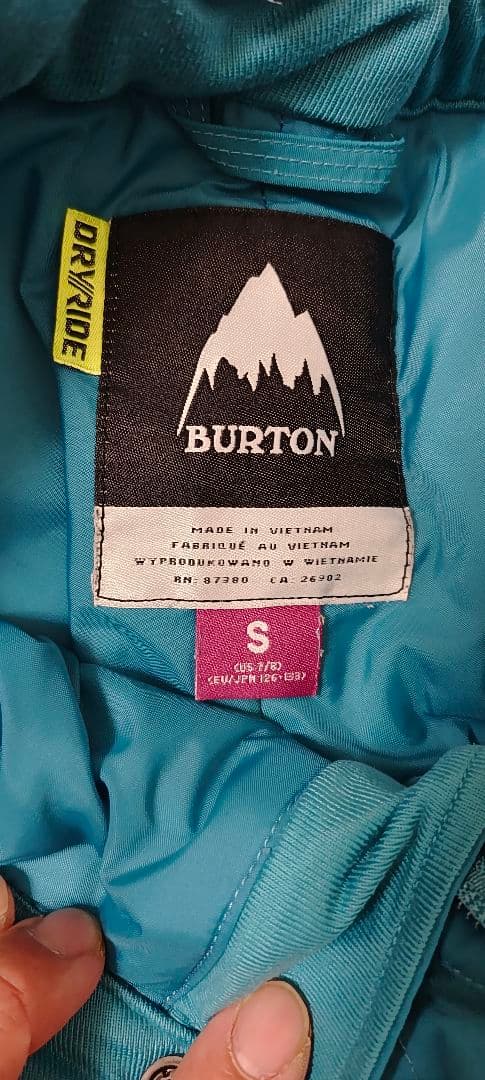 DRY//RIDE
BURTON
MADE IN VIETNAM
FABRIQUÉ AU VIETNAM
WYPRODUKOWANO W WIETNAMIE
RN: 87380 CA: 26902
S
(US 7/8)
(EU/JPN 126-133)